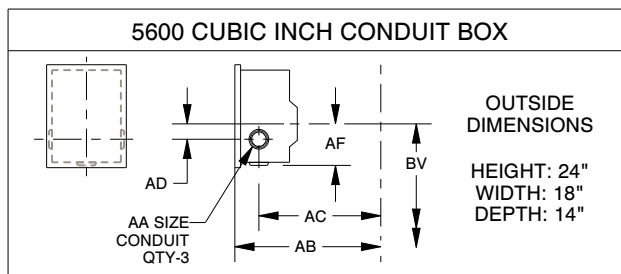 5600 CUBIC INCH CONDUIT BOX
AD
AA SIZE
CONDUIT
QTY-3
AF
AC
AB
BV
OUTSIDE
DIMENSIONS
HEIGHT: 24"
WIDTH: 18"
DEPTH: 14"